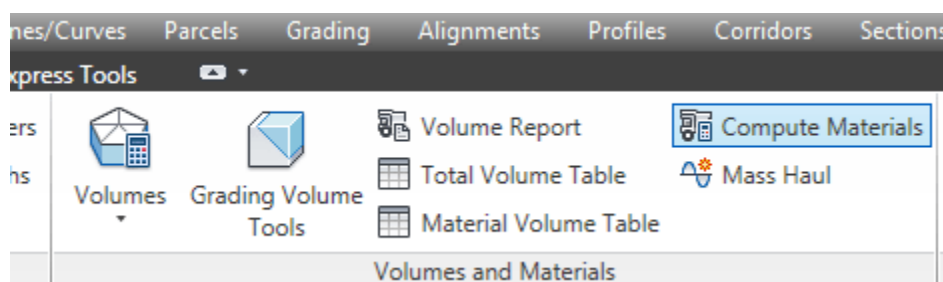 nes/Curves Parcels Grading Alignments Profiles Corridors Sections
xpress Tools
ers
hs
Volumes
Grading Volume
Tools
Volume Report
Total Volume Table
Material Volume Table
Compute Materials
Mass Haul
Volumes and Materials